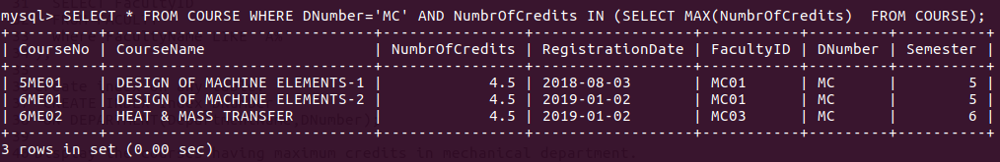 mysql> SELECT * FROM COURSE WHERE DNumber='MC' AND NumbrOfCredits IN (SELECT MAX(NumbrOfCredits)  FROM COURSE);
+----------+------------------------------+----------------+------------------+-----------+---------+----------+
| CourseNo | CourseName                   | NumbrOfCredits | RegistrationDate | FacultyID | DNumber | Semester |
+----------+------------------------------+----------------+------------------+-----------+---------+----------+
| 5ME01    | DESIGN OF MACHINE ELEMENTS-1 |            4.5 | 2018-08-03       | MC01      | MC      |        5 |
| 6ME01    | DESIGN OF MACHINE ELEMENTS-2 |            4.5 | 2019-01-02       | MC01      | MC      |        5 |
| 6ME02    | HEAT & MASS TRANSFER         |            4.5 | 2019-01-02       | MC03      | MC      |        6 |
+----------+------------------------------+----------------+------------------+-----------+---------+----------+
3 rows in set (0.00 sec)